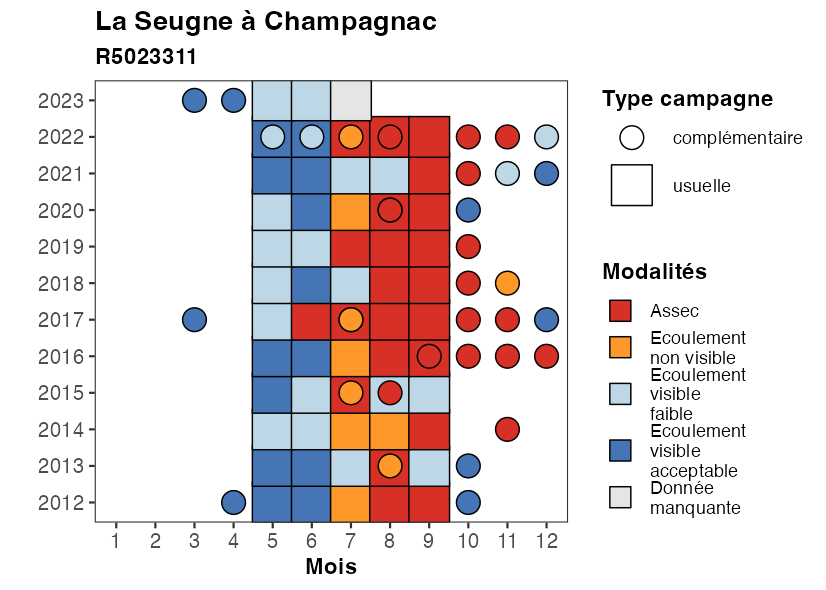 La Seugne à Champagnac
R5023311
2023
2022
2021
2020
2019
2018
2017
2016
2015
2014
2013
2012
1 2 3 4 5 6 7 8 9 10 11 12
Mois
Type campagne
complémentaire
usuelle
Modalités
Assec
Ecoulement
non visible
Ecoulement
visible
faible
Ecoulement
visible
acceptable
Donnée
manquante